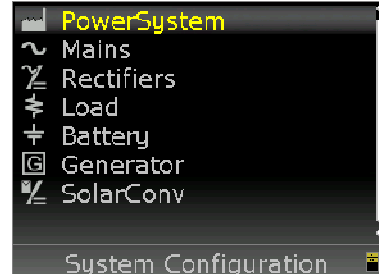 PowerSystem
Mains
Rectifiers
Load
Battery
G Generator
SolarConv
System Configuration